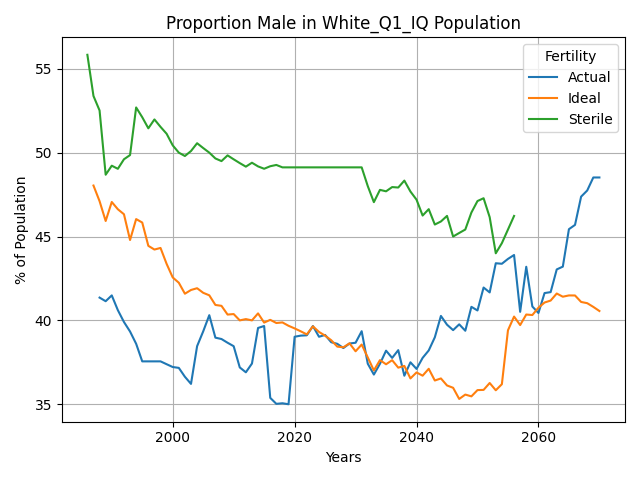 Proportion Male in White_Q1_IQ Population
% of Population
55
50
45
40
35
Fertility
Actual
Ideal
Sterile
2000
2020
2040
2060
Years